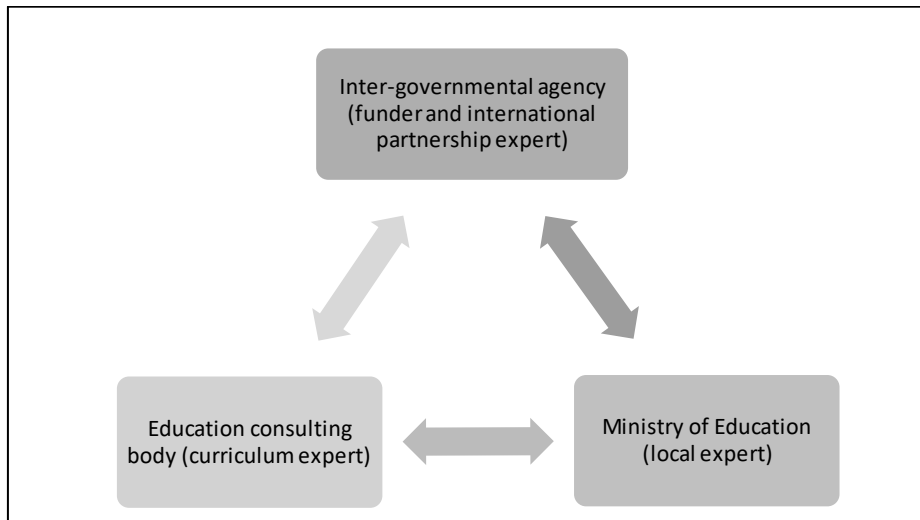 Inter-governmental agency
(funder and international
partnership expert)
Education consulting
body (curriculum expert)
Ministry of Education
(local expert)